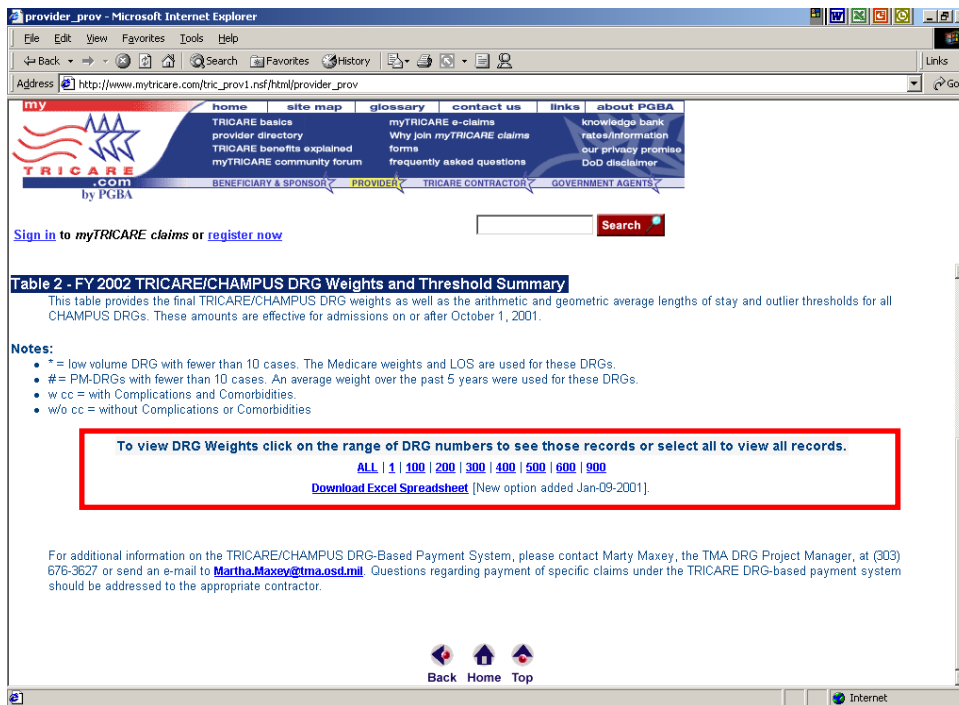 provider_prov - Microsoft Internet Explorer
File Edit View Favorites Tools Help
Back Search Favorites History
Links
Address http://www.mytricare.com/tric_prov1.nsf/html/provider_prov Go
my home site map glossary contact us links about PGBA
TRICARE basics myTRICARE e-claims knowledge bank
provider directory Why join myTRICARE claims rates/information
TRICARE benefits explained forms our privacy promise
myTRICARE community forum frequently asked questions DoD disclaimer
TRICARE
.com BENEFICIARY & SPONSOR PROVIDER TRICARE CONTRACTOR GOVERNMENT AGENTS
by PGBA
Search
Sign in to myTRICARE claims or register now
Table 2 - FY 2002 TRICARE/CHAMPUS DRG Weights and Threshold Summary
This table provides the final TRICARE/CHAMPUS DRG weights as well as the arithmetic and geometric average lengths of stay and outlier thresholds for all
CHAMPUS DRGs. These amounts are effective for admissions on or after October 1, 2001.
Notes:
• * = low volume DRG with fewer than 10 cases. The Medicare weights and LOS are used for these DRGs.
• # = PM-DRGs with fewer than 10 cases. An average weight over the past 5 years were used for these DRGs.
• w cc = with Complications and Comorbidities.
• w/o cc = without Complications or Comorbidities
To view DRG Weights click on the range of DRG numbers to see those records or select all to view all records.
ALL | 1 | 100 | 200 | 300 | 400 | 500 | 600 | 900
Download Excel Spreadsheet [New option added Jan-09-2001].
For additional information on the TRICARE/CHAMPUS DRG-Based Payment System, please contact Marty Maxey, the TMA DRG Project Manager, at (303)
676-3627 or send an e-mail to Martha.Maxey@tma.osd.mil. Questions regarding payment of specific claims under the TRICARE DRG-based payment system
should be addressed to the appropriate contractor.
Back Home Top
Internet